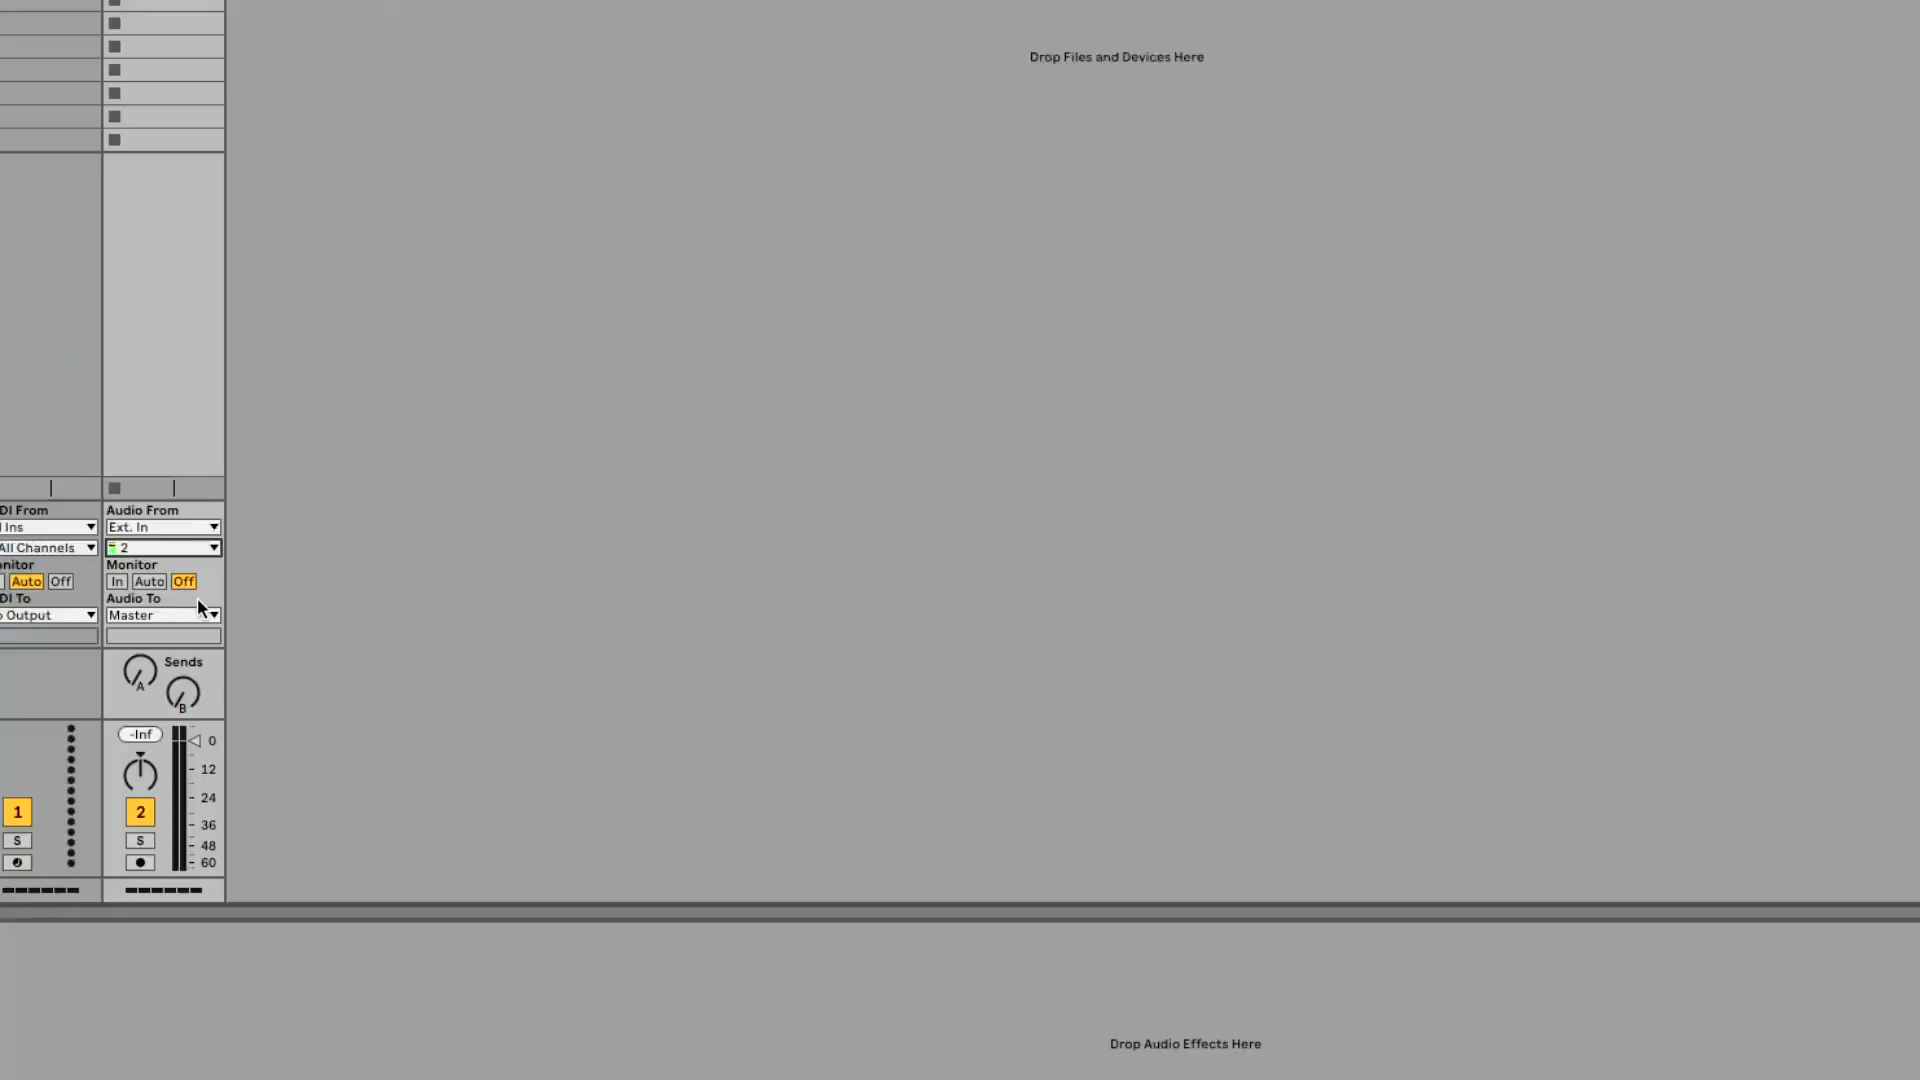 Drop Files and Devices Here
DI From
Ins
All Channels
nitor
Auto Off
DI To
Output
Audio From
Ext. In
2
Monitor
In Auto Off
Audio To
Master
Sends
A
B
-Inf
0
12
24
36
48
60
1
S
2
S
Drop Audio Effects Here